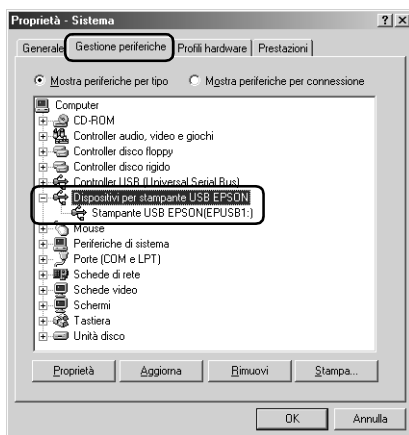 Proprietà - Sistema
Generale Gestione periferiche Profili hardware Prestazioni
Mostra periferiche per tipo Mostra periferiche per connessione
Computer
CD-ROM
Controller audio, video e giochi
Controller disco floppy
Controller disco rigido
Controller USB (Universal Serial Bus)
Dispositivi per stampante USB EPSON
Stampante USB EPSON(EPUSB1:)
Mouse
Periferiche di sistema
Porte (COM e LPT)
Schede di rete
Schede video
Schermi
Tastiera
Unità disco
Proprietà Aggiorna Rimuovi Stampa...
OK Annulla